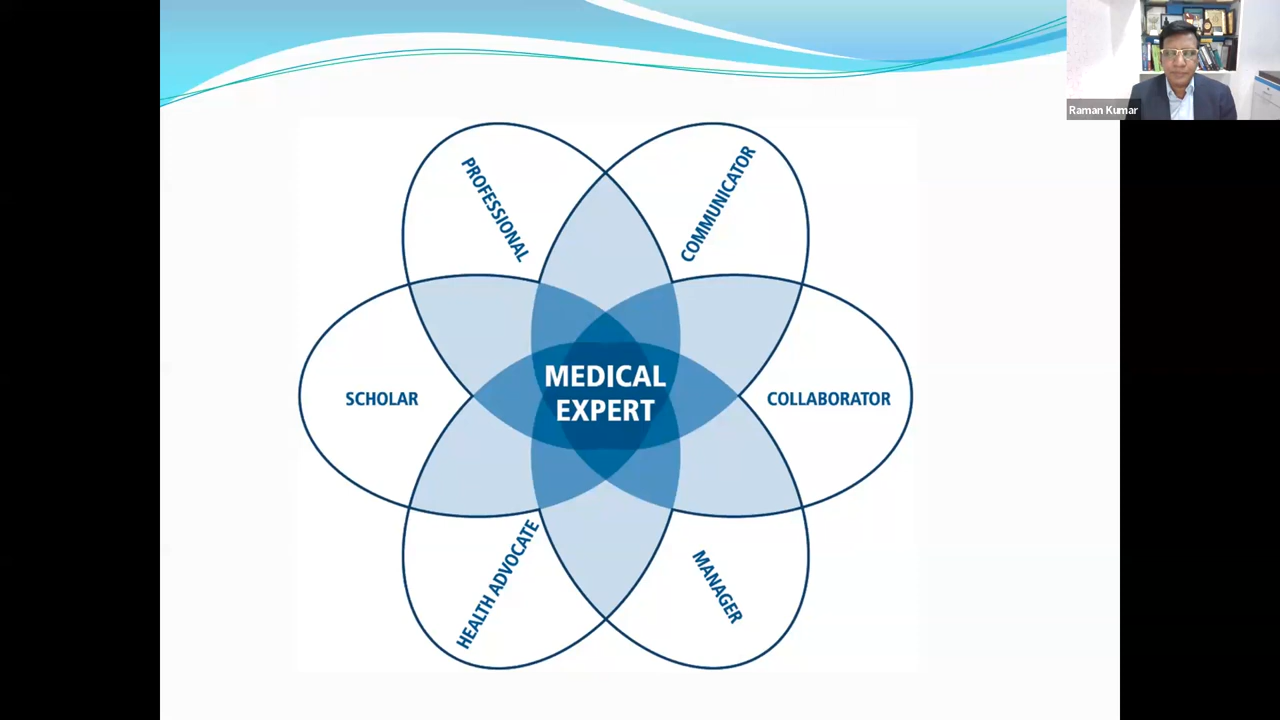 Raman Kumar
PROFESSIONAL
COMMUNICATOR
SCHOLAR
MEDICAL
EXPERT
COLLABORATOR
HEALTH ADVOCATE
MANAGER